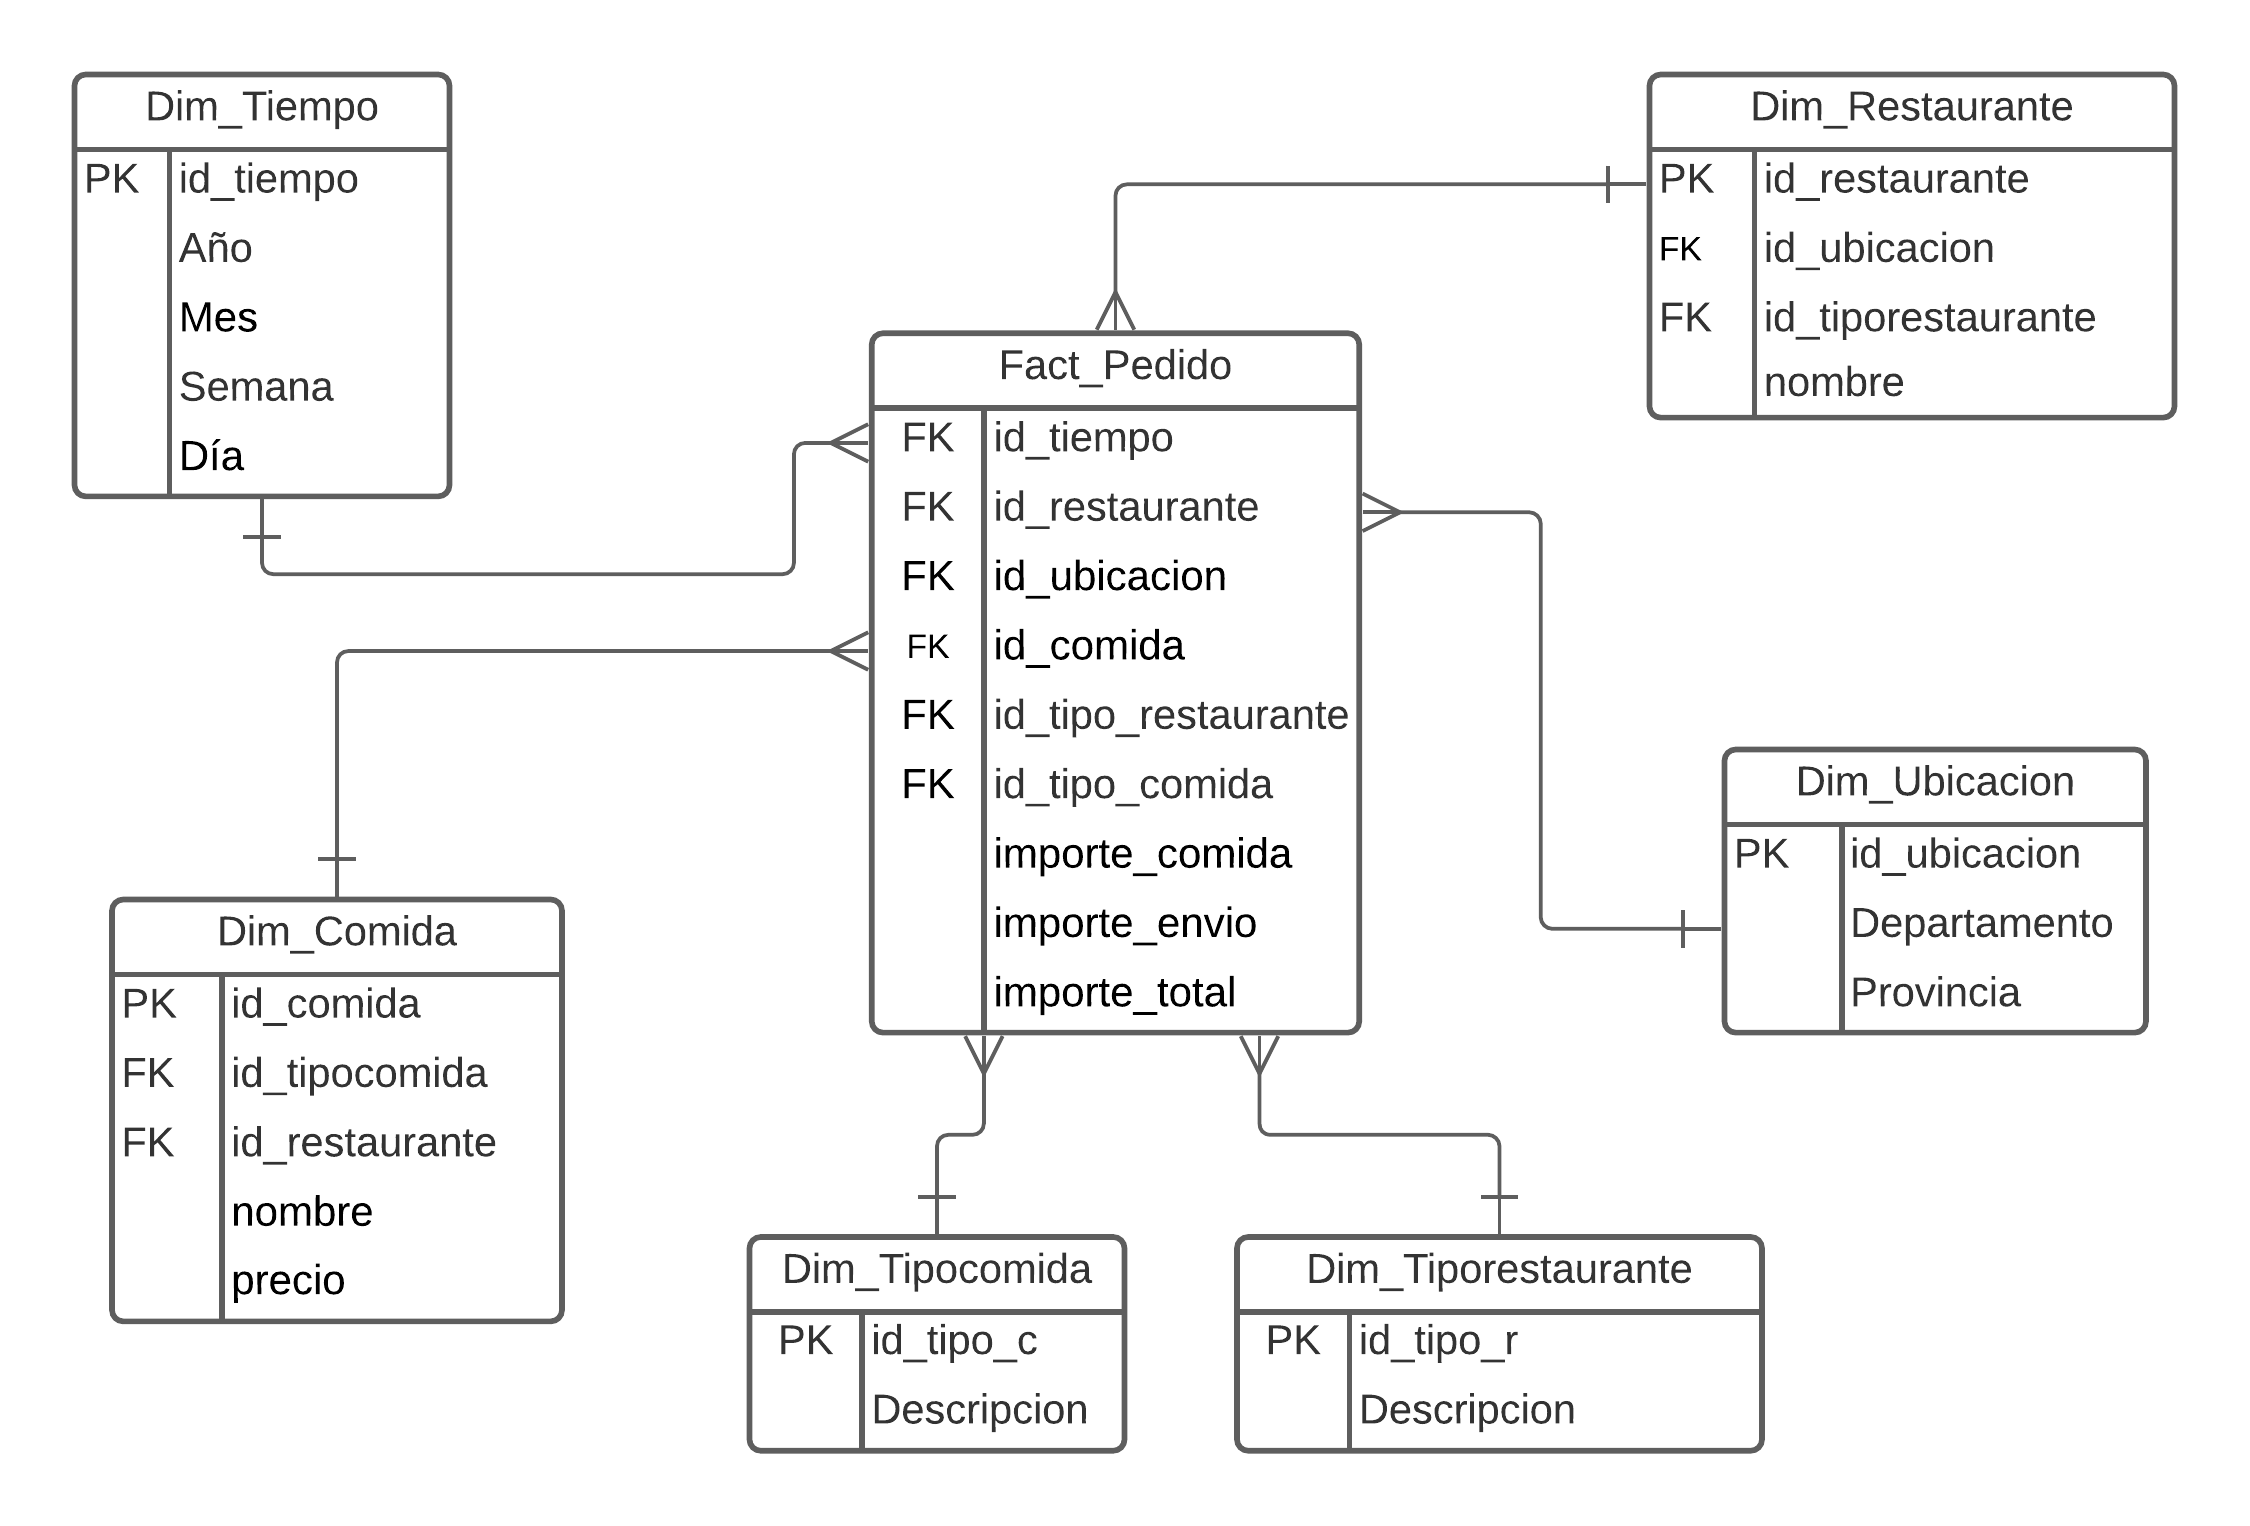 Dim_Tiempo
PK id_tiempo
Año
Mes
Semana
Día
Dim_Restaurante
PK id_restaurante
FK id_ubicacion
FK id_tiporestaurante
nombre
Fact_Pedido
FK id_tiempo
FK id_restaurante
FK id_ubicacion
FK id_comida
FK id_tipo_restaurante
FK id_tipo_comida
importe_comida
importe_envio
importe_total
Dim_Ubicacion
PK id_ubicacion
Departamento
Provincia
Dim_Comida
PK id_comida
FK id_tipocomida
FK id_restaurante
nombre
precio
Dim_Tipocomida
PK id_tipo_c
Descripcion
Dim_Tiporestaurante
PK id_tipo_r
Descripcion